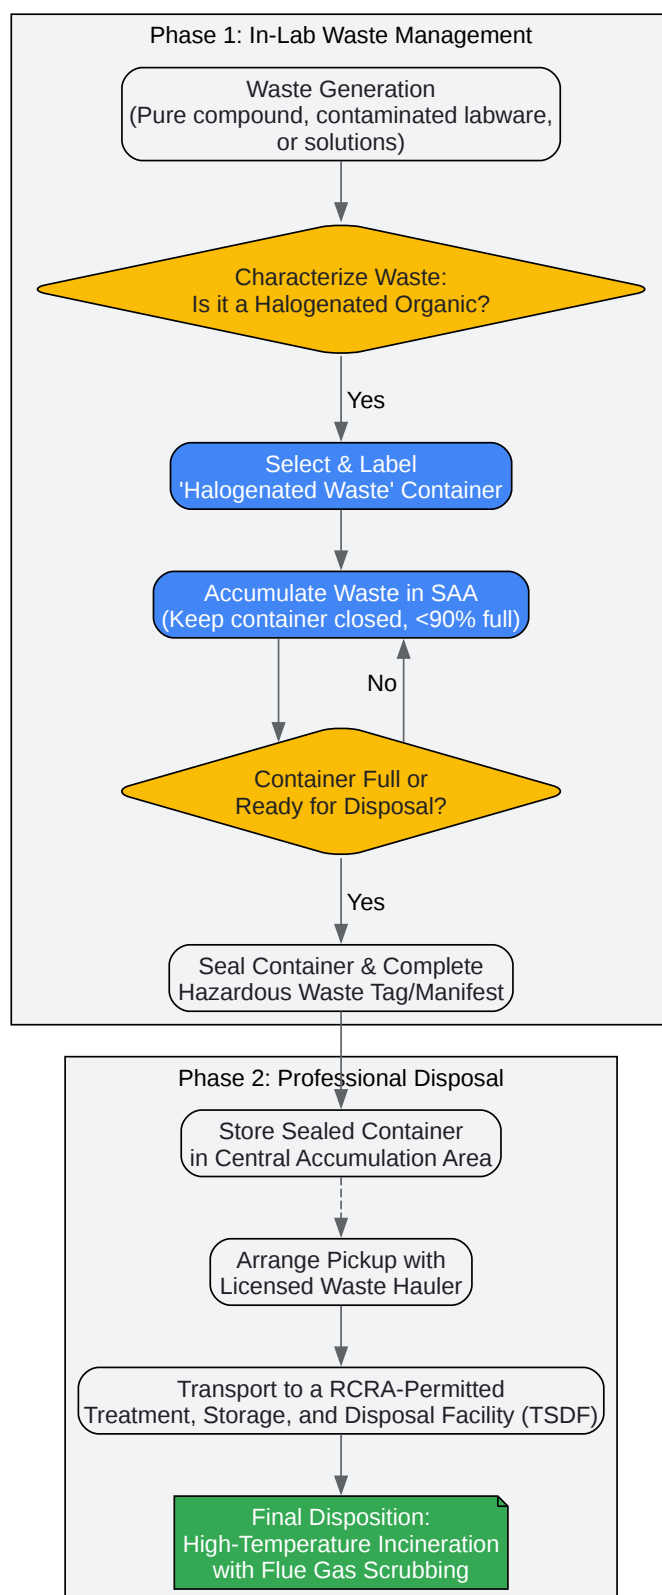 Phase 1: In-Lab Waste Management
Waste Generation
(Pure compound, contaminated labware,
or solutions)
Characterize Waste:
Is it a Halogenated Organic?
Yes
Select & Label
'Halogenated Waste' Container
Accumulate Waste in SAA
(Keep container closed, <90% full)
No
Container Full or
Ready for Disposal?
Yes
Seal Container & Complete
Hazardous Waste Tag/Manifest
Phase 2: Professional Disposal
Store Sealed Container
in Central Accumulation Area
Arrange Pickup with
Licensed Waste Hauler
Transport to a RCRA-Permitted
Treatment, Storage, and Disposal Facility (TSDF)
Final Disposition:
High-Temperature Incineration
with Flue Gas Scrubbing